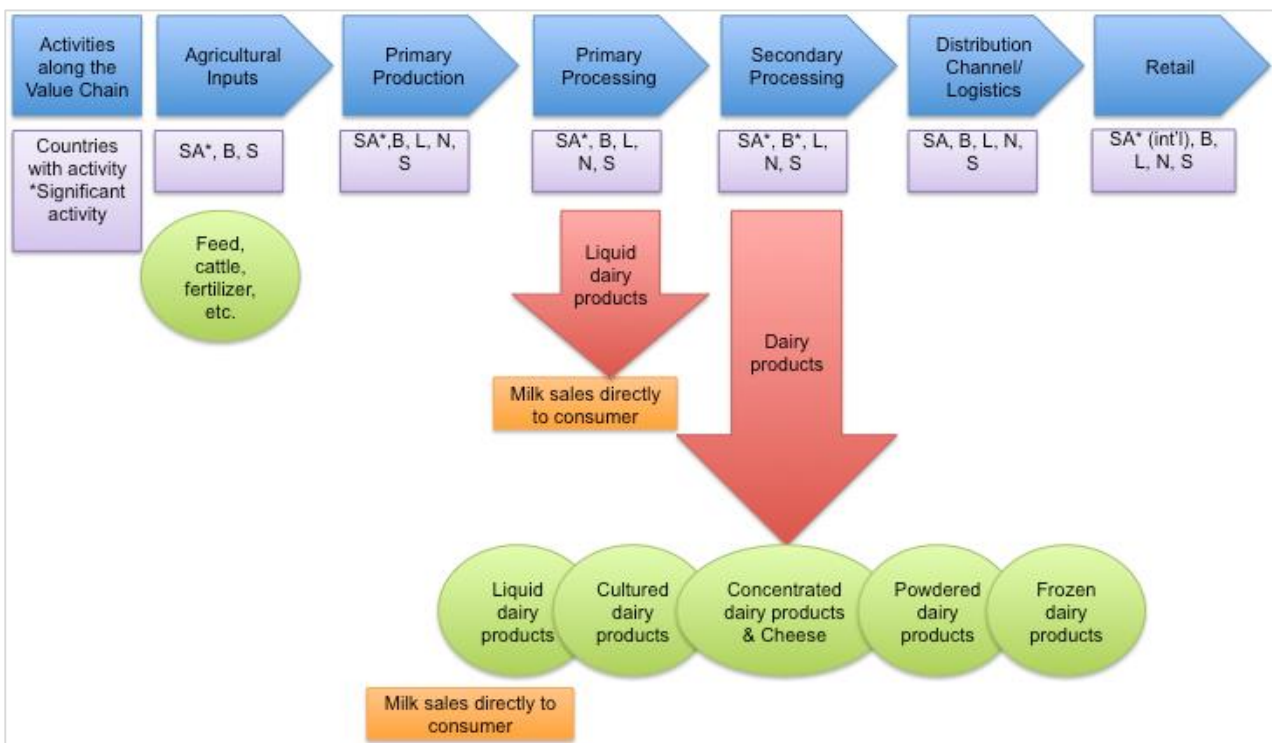 Activities
along the
Value Chain
Agricultural
Inputs
Primary
Production
Primary
Processing
Secondary
Processing
Distribution
Channel/
Logistics
Retail
Countries
with activity
*Significant
activity
SA*, B, S
SA*,B, L, N,
S
SA*, B, L,
N, S
SA*, B*, L,
N, S
SA, B, L, N,
S
SA* (int'l), B,
L, N, S
Feed,
cattle,
fertilizer,
etc.
Liquid
dairy
products
Milk sales directly
to consumer
Dairy
products
Liquid
dairy
products
Cultured
dairy
products
Concentrated
dairy products
& Cheese
Powdered
dairy
products
Frozen
dairy
products
Milk sales directly to
consumer